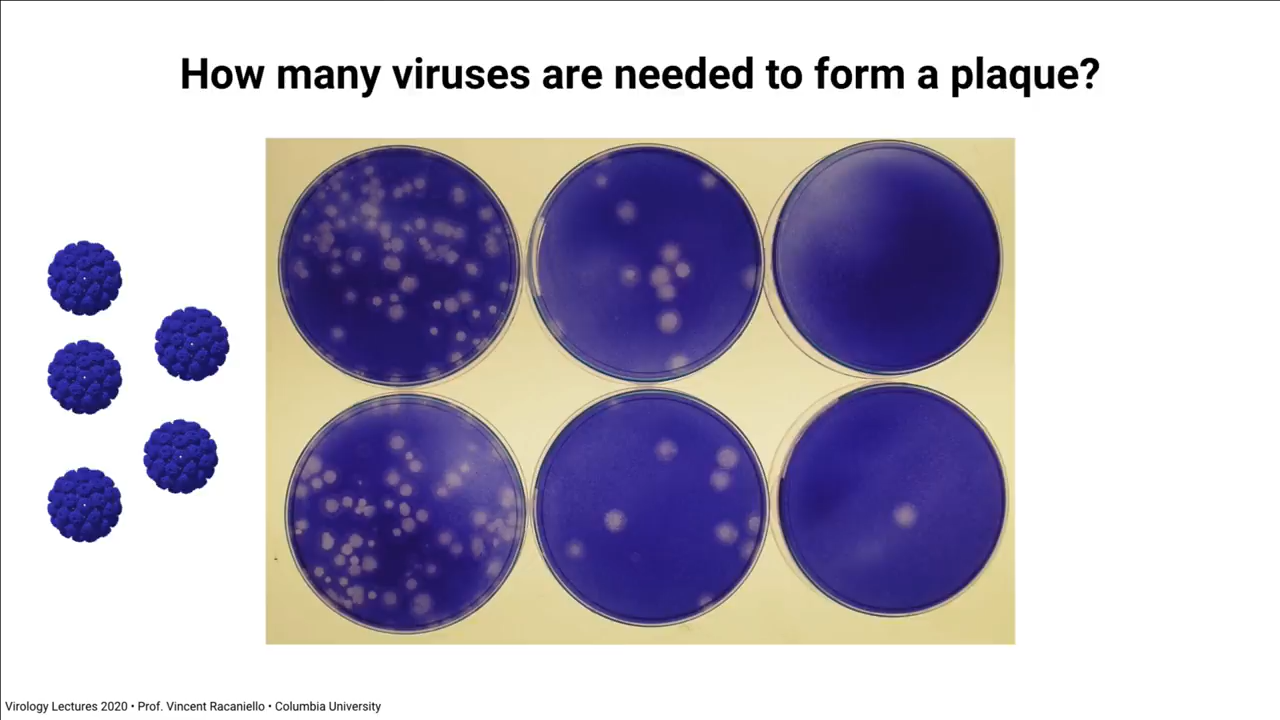 How many viruses are needed to form a plaque?
Virology Lectures 2020 • Prof. Vincent Racaniello • Columbia University